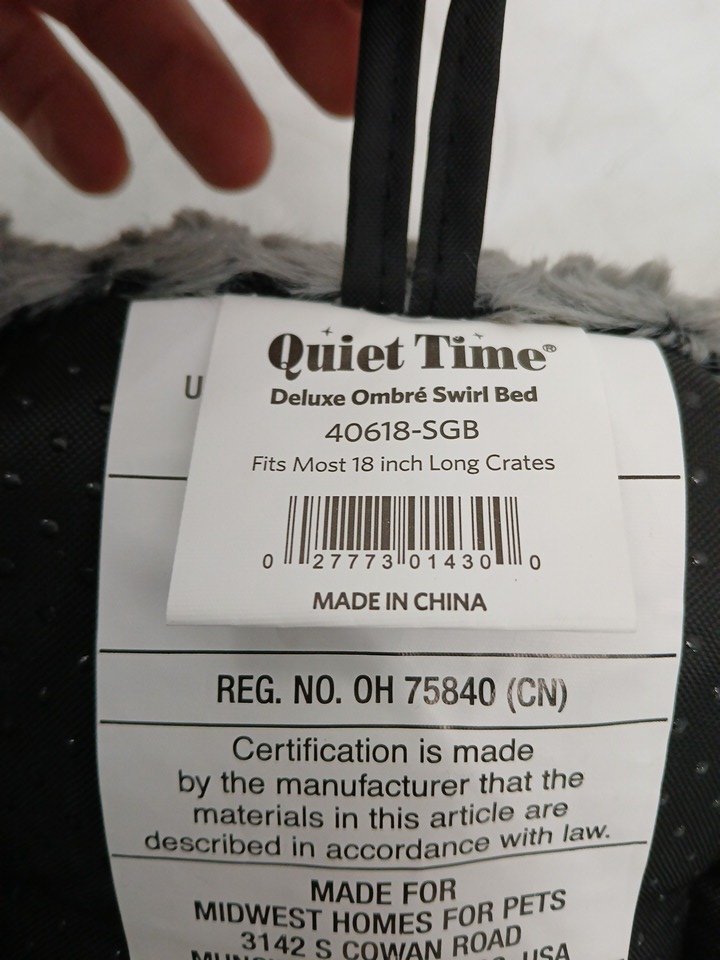 U
Quiet Time®
Deluxe Ombré Swirl Bed
40618-SGB
Fits Most 18 inch Long Crates
0 27773 01430 0
MADE IN CHINA
REG. NO. OH 75840 (CN)
Certification is made
by the manufacturer that the
materials in this article are
described in accordance with law.
MADE FOR
MIDWEST HOMES FOR PETS
3142 S COWAN ROAD
USA